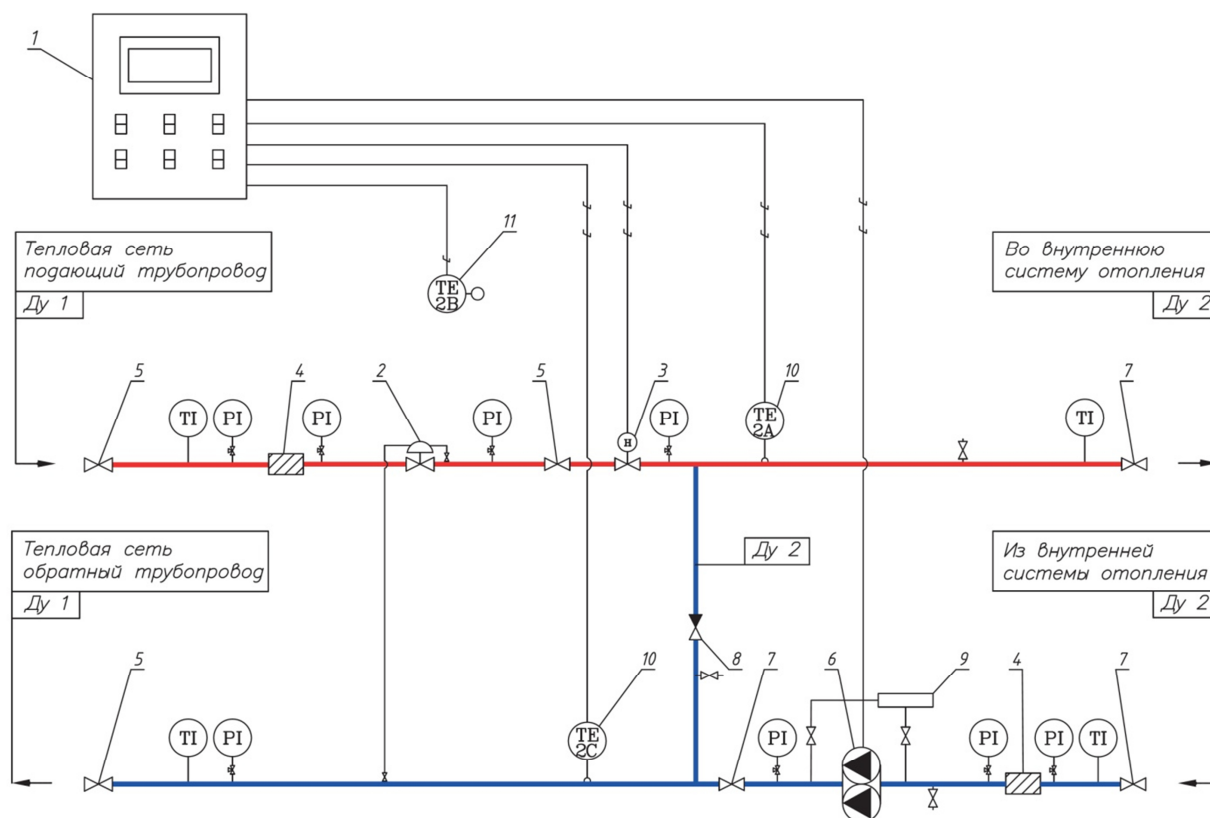 1
11
Тепловая сеть
подающий трубопровод
Ду 1
TE
2B
Во внутреннюю
систему отопления
Ду 2
5
4
2
5
3
10
7
TI
PI
PI
PI
H
PI
TE
2A
TI
Тепловая сеть
обратный трубопровод
Ду 1
Ду 2
Из внутренней
системы отопления
Ду 2
5
10
8
7
6
9
4
7
TI
PI
TE
2C
PI
PI
PI
TI